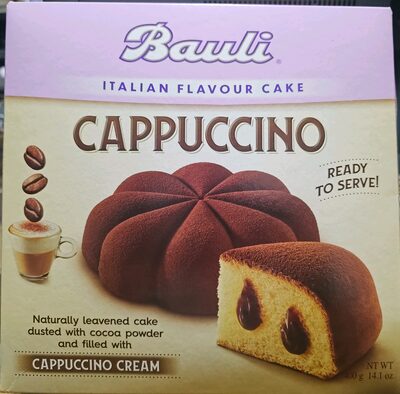 Bauli
ITALIAN FLAVOUR CAKE
CAPPUCCINO
READY
TO SERVE!
Naturally leavened cake
dusted with cocoa powder
and filled with
CAPPUCCINO CREAM
NT WT
14.1 oz